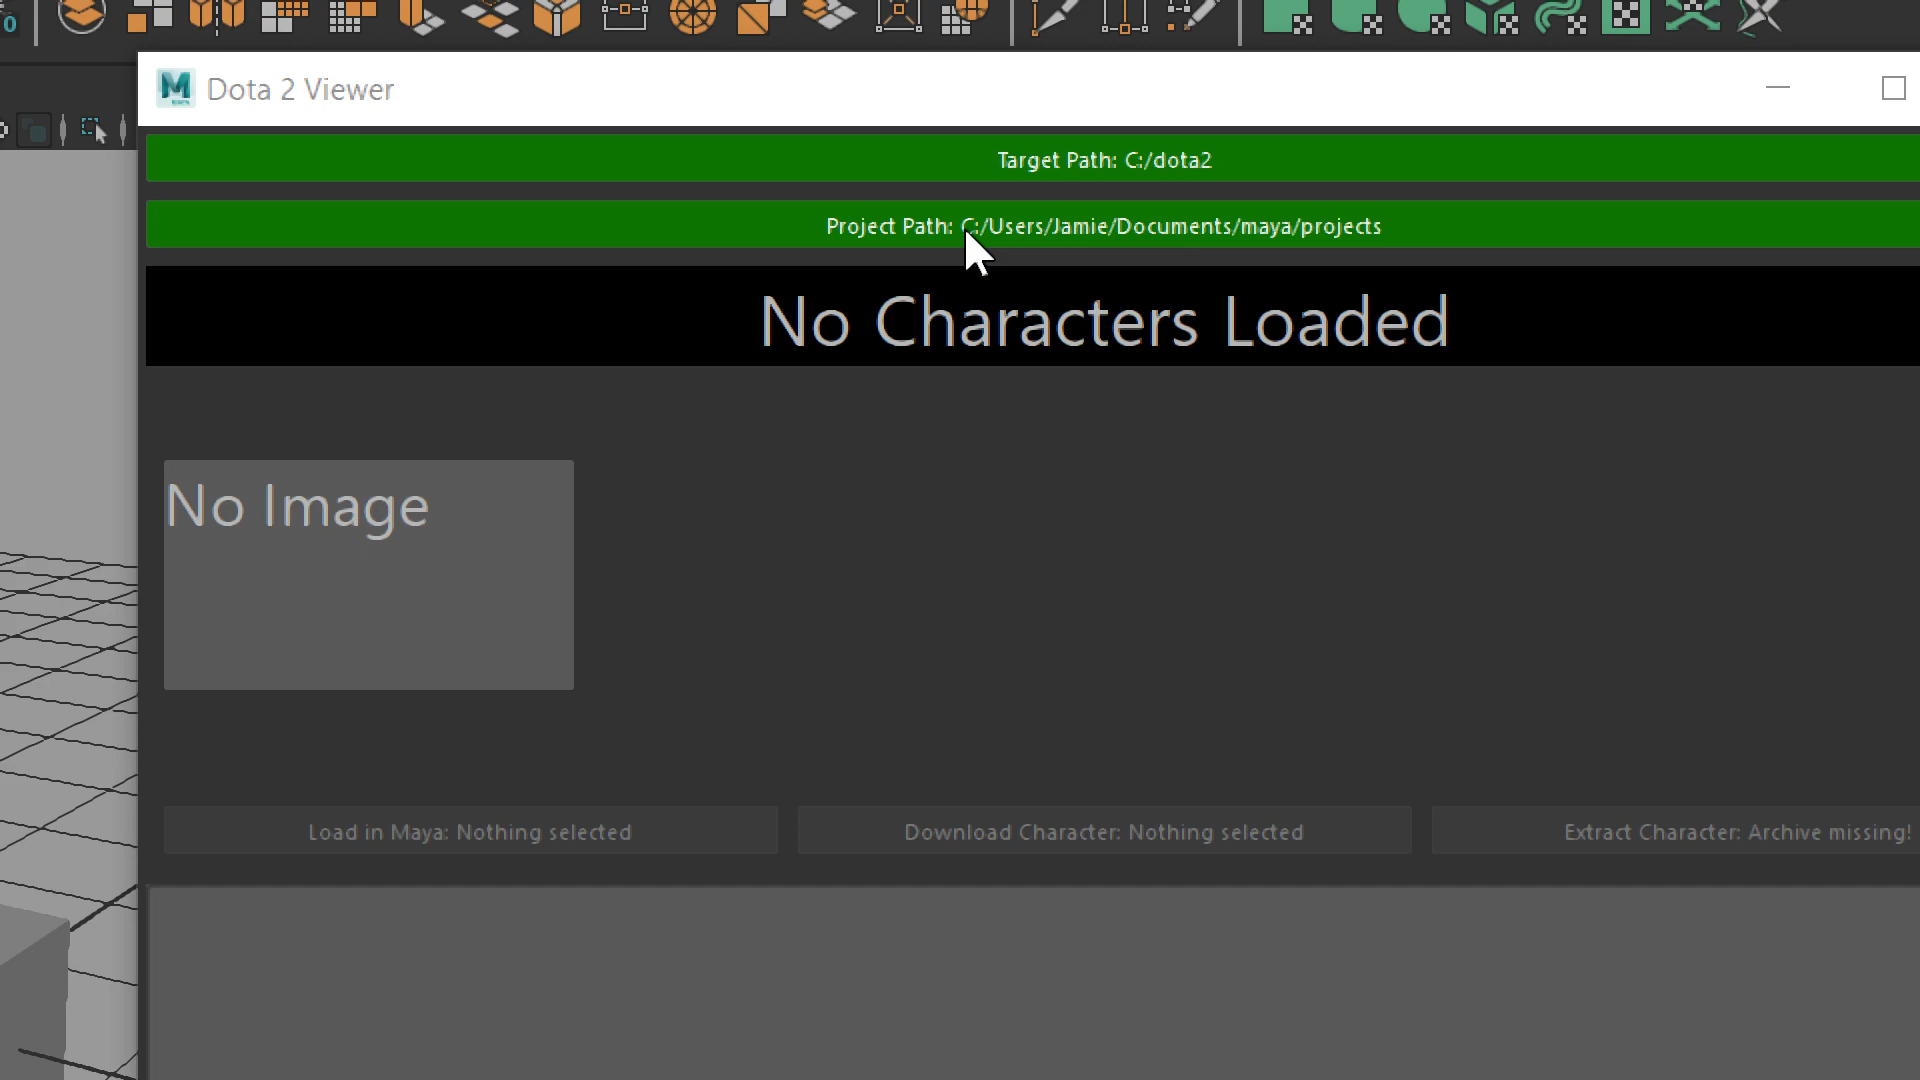 Dota 2 Viewer
Target Path: C:/dota2
Project Path: C:/Users/Jamie/Documents/maya/projects
No Characters Loaded
No Image
Load in Maya: Nothing selected
Download Character: Nothing selected
Extract Character: Archive missing!